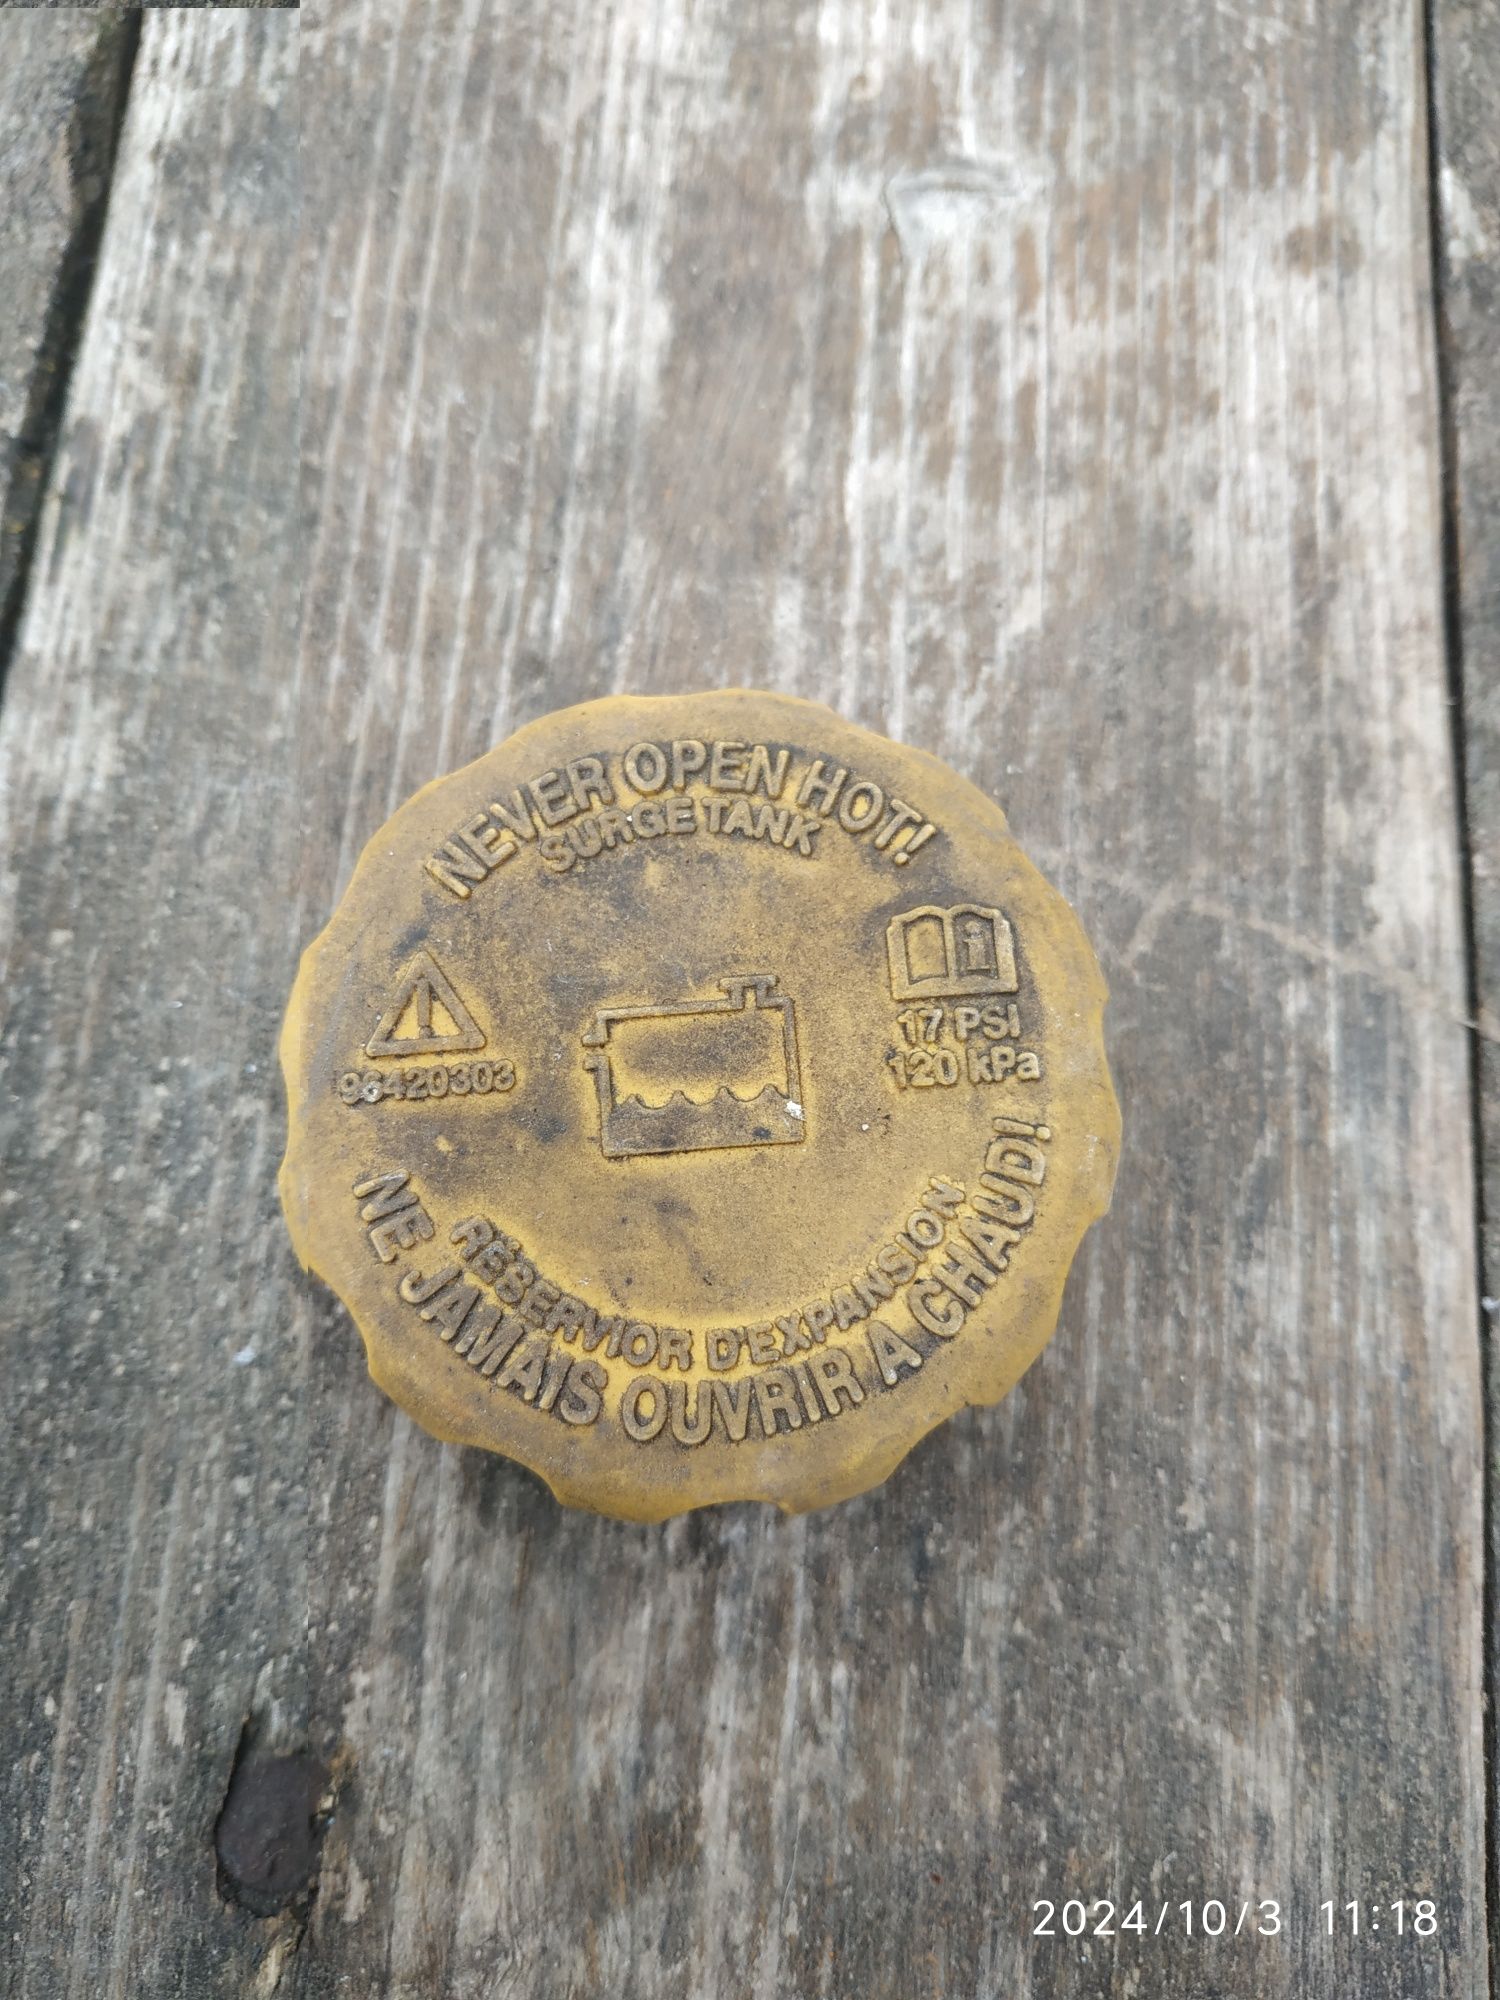 NEVER OPEN HOT!
SURGE TANK
96420303
i
17 PSI
120 kPa
RESERVIOR D'EXPANSION
NE JAMAIS OUVRIR A CHAUD!
2024/10/3 11:18